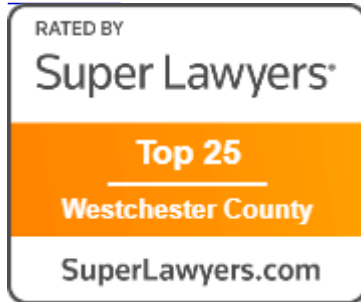 RATED BY
Super Lawyers®
Top 25
Westchester County
SuperLawyers.com